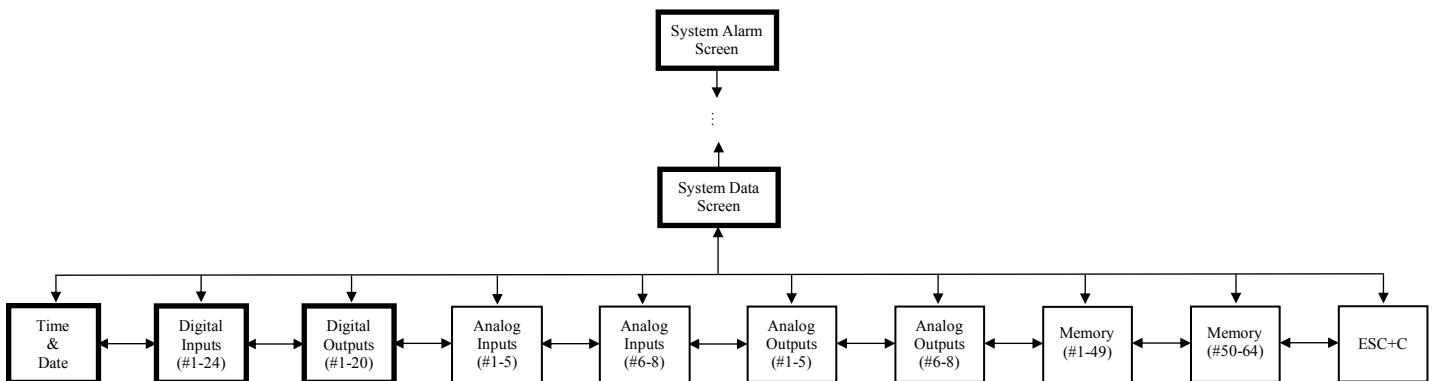 System Alarm
Screen
⋮
System Data
Screen
Time
&
Date
Digital
Inputs
(#1-24)
Digital
Outputs
(#1-20)
Analog
Inputs
(#1-5)
Analog
Inputs
(#6-8)
Analog
Outputs
(#1-5)
Analog
Outputs
(#6-8)
Memory
(#1-49)
Memory
(#50-64)
ESC+C